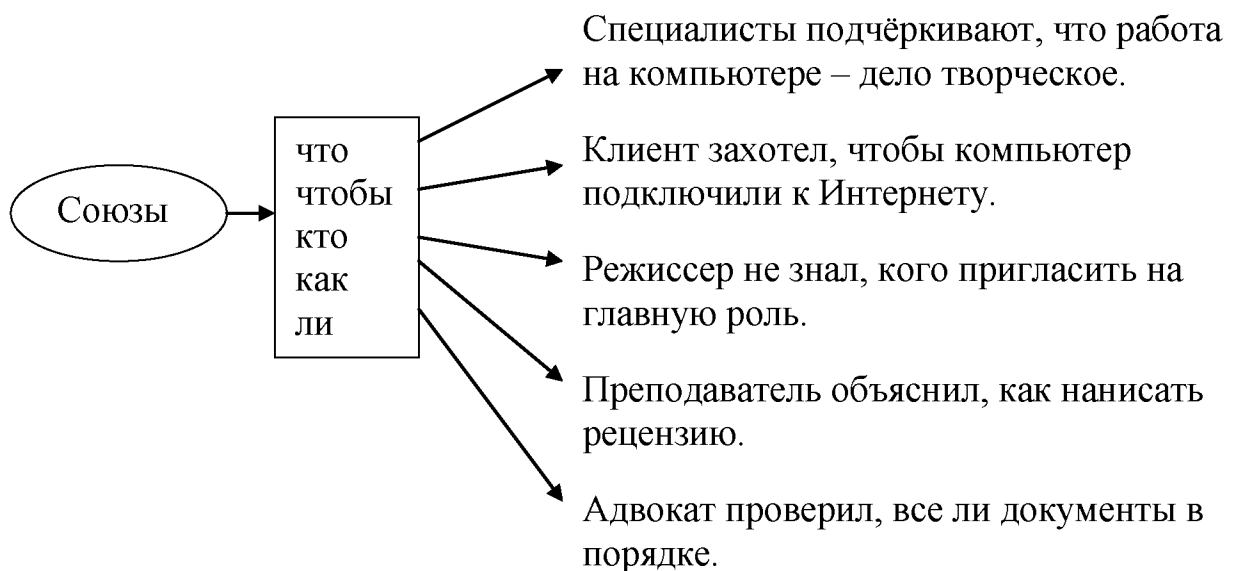 Союзы
что
чтобы
кто
как
ли
Специалисты подчёркивают, что работа
на компьютере – дело творческое.
Клиент захотел, чтобы компьютер
подключили к Интернету.
Режиссер не знал, кого пригласить на
главную роль.
Преподаватель объяснил, как нанисать
рецензию.
Адвокат проверил, все ли документы в
порядке.